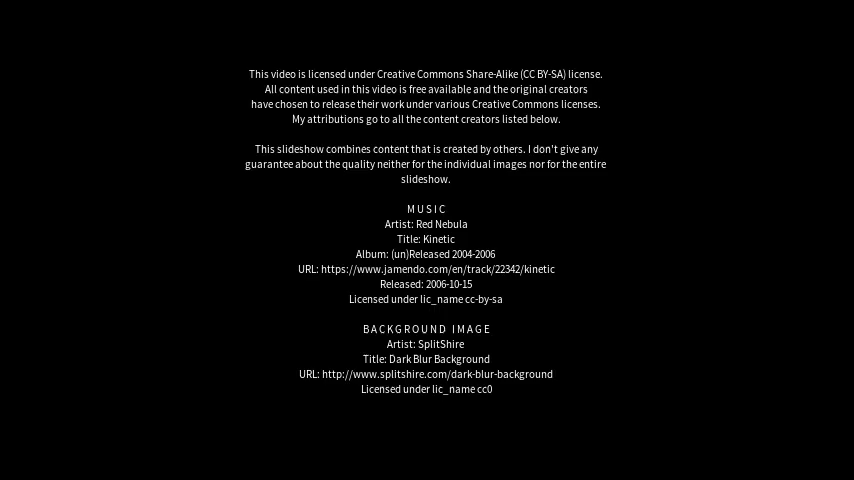 This video is licensed under Creative Commons Share-Alike (CC BY-SA) license.
All content used in this video is free available and the original creators
have chosen to release their work under various Creative Commons licenses.
My attributions go to all the content creators listed below.
This slideshow combines content that is created by others. I don't give any
guarantee about the quality neither for the individual images nor for the entire
slideshow.
MUSIC
Artist: Red Nebula
Title: Kinetic
Album: (un)Released 2004-2006
URL: https://www.jamendo.com/en/track/22342/kinetic
Released: 2006-10-15
Licensed under lic_name cc-by-sa
BACKGROUND IMAGE
Artist: SplitShire
Title: Dark Blur Background
URL: http://www.splitshire.com/dark-blur-background
Licensed under lic_name cc0